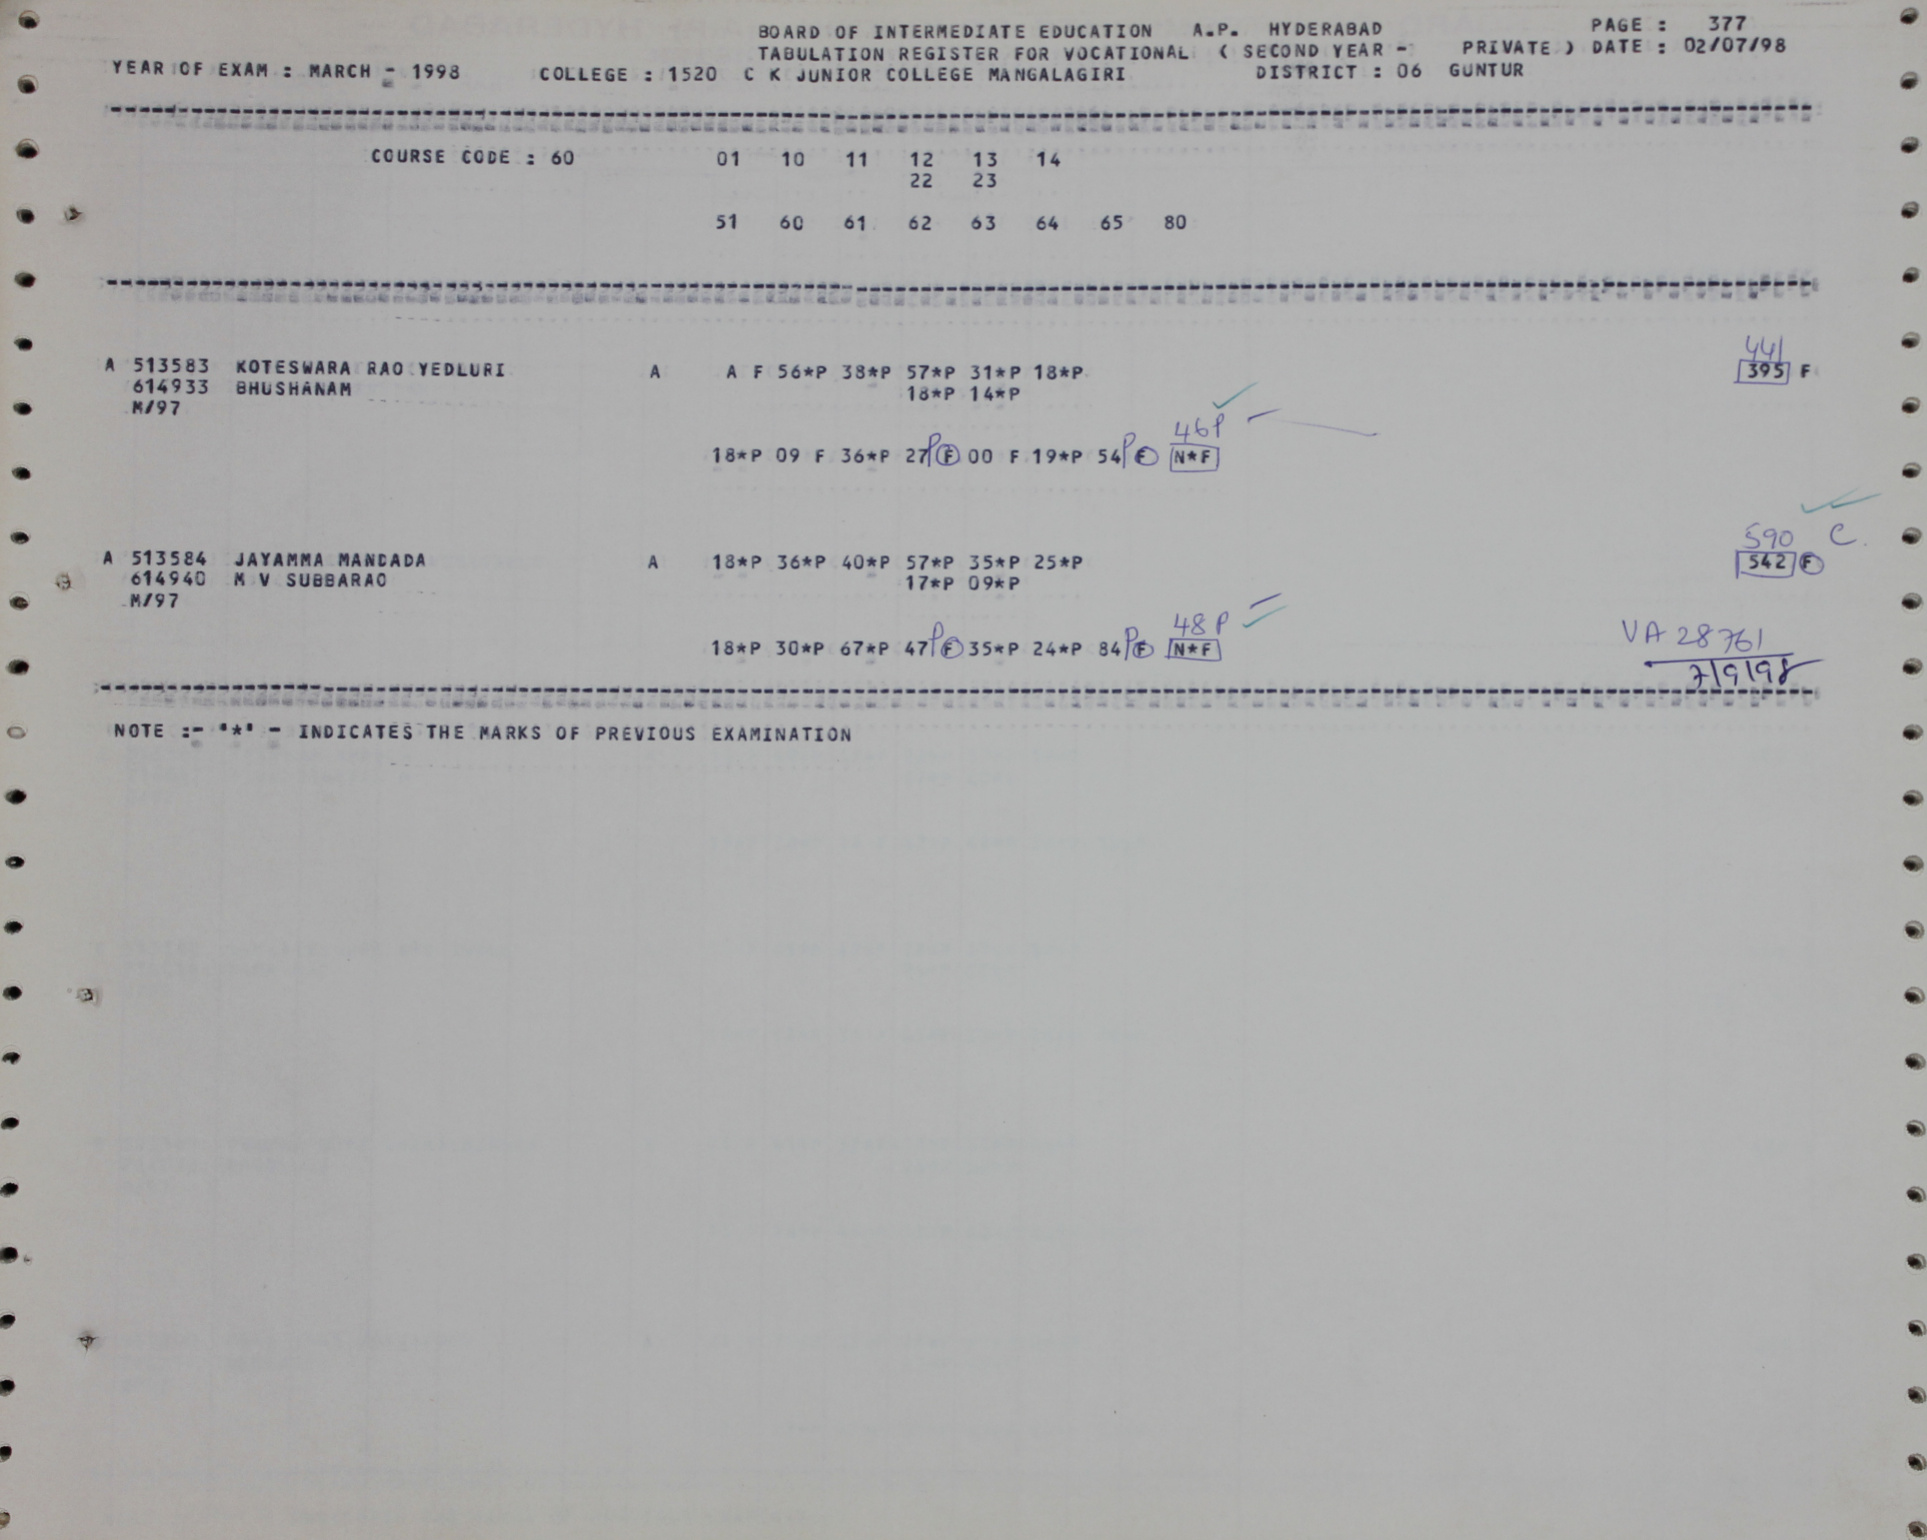 BOARD OF INTERMEDIATE EDUCATION A.P. HYDERABAD PAGE : 377
TABULATION REGISTER FOR VOCATIONAL ( SECOND YEAR - PRIVATE ) DATE : 02/07/98
YEAR OF EXAM : MARCH - 1998 COLLEGE : 1520 C K JUNIOR COLLEGE MANGALAGIRI DISTRICT : 06 GUNTUR
COURSE CODE : 60 01 10 11 12 13 14
22 23
51 60 61 62 63 64 65 80
441
A 513583 KOTESWARA RAO YEDLURI A A F 56*P 38*P 57*P 31*P 18*P 395 F
614933 BHUSHANAM 18*P 14*P
M/97
46P
18*P 09 F 36*P 27 P F 00 F 19*P 54 P F N*F
590 C
A 513584 JAYAMMA MANDADA A 18*P 36*P 40*P 57*P 35*P 25*P 542 F
614940 M V SUBBARAO 17*P 09*P
M/97
48P VA 28761
18*P 30*P 67*P 47 P F 35*P 24*P 84 P F N*F
7/9/98
NOTE :- '*' - INDICATES THE MARKS OF PREVIOUS EXAMINATION